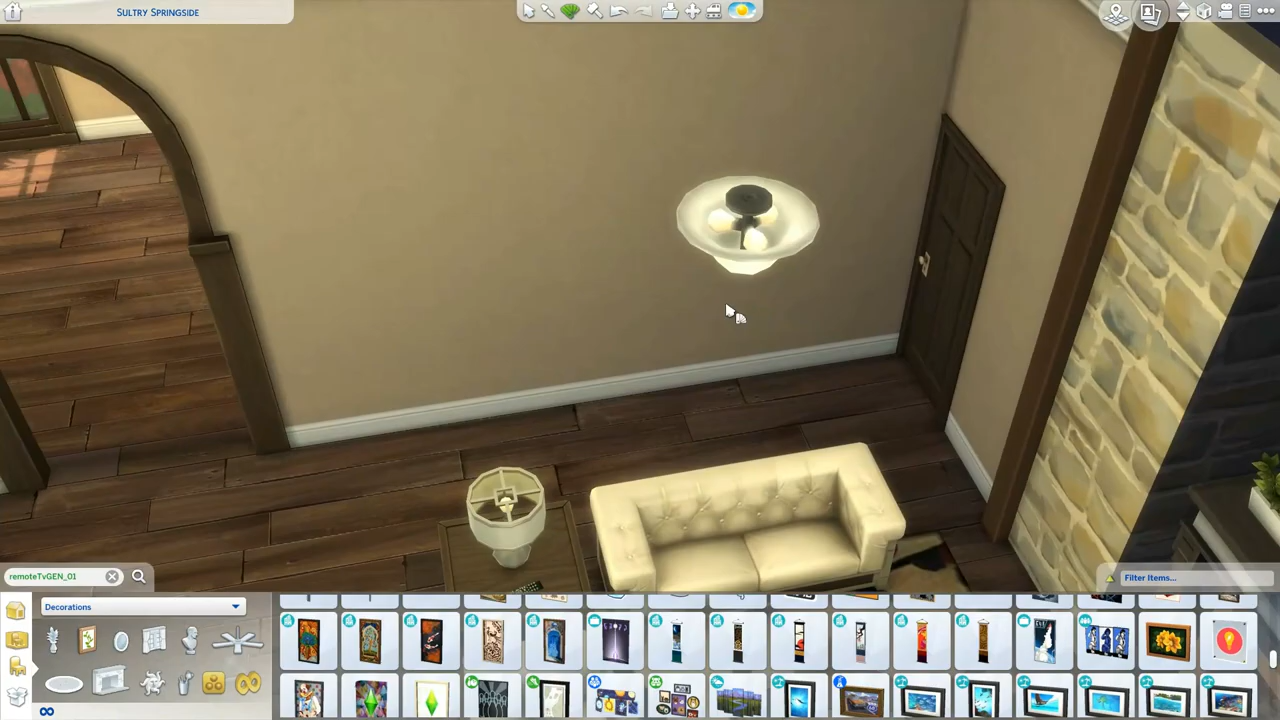 SULTRY SPRINGSIDE
remoteTvGEN_01
Filter Items...
Decorations